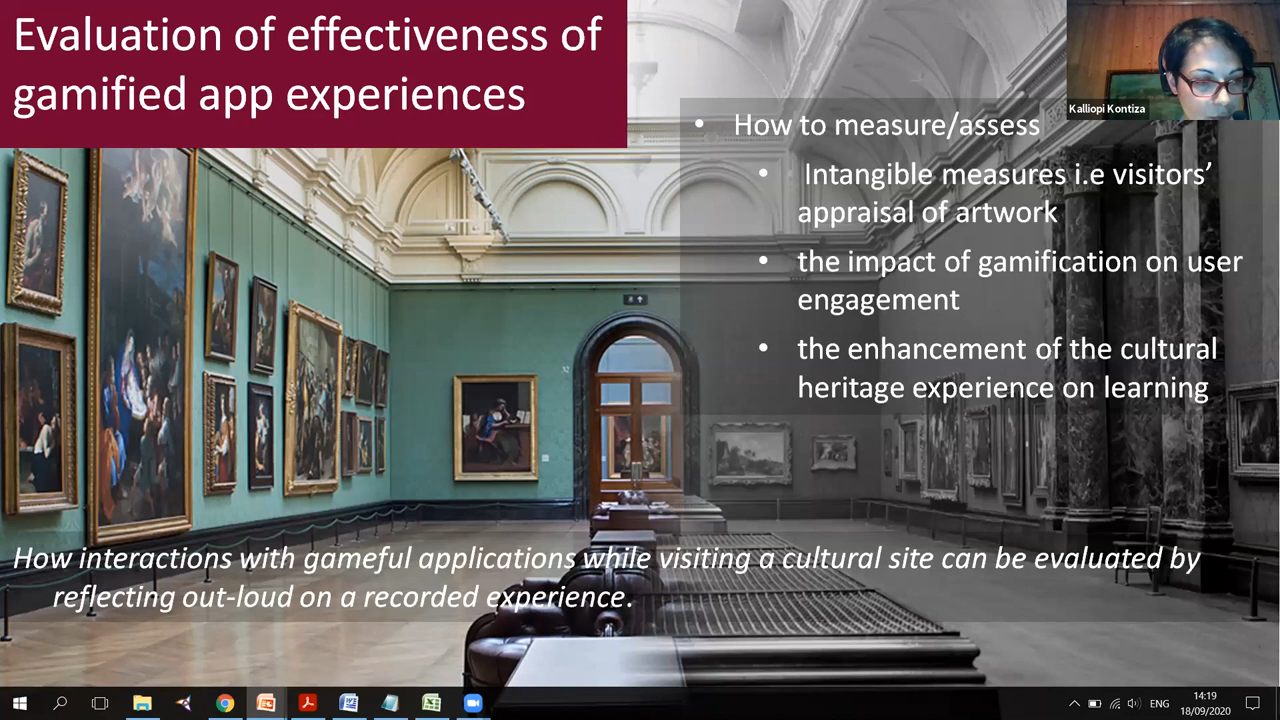 Evaluation of effectiveness of
gamified app experiences
Kalliopi Kontiza
• How to measure/assess
• Intangible measures i.e visitors’
appraisal of artwork
• the impact of gamification on user
engagement
• the enhancement of the cultural
heritage experience on learning
32
How interactions with gameful applications while visiting a cultural site can be evaluated by
reflecting out-loud on a recorded experience.
ENG
14:19
18/09/2020